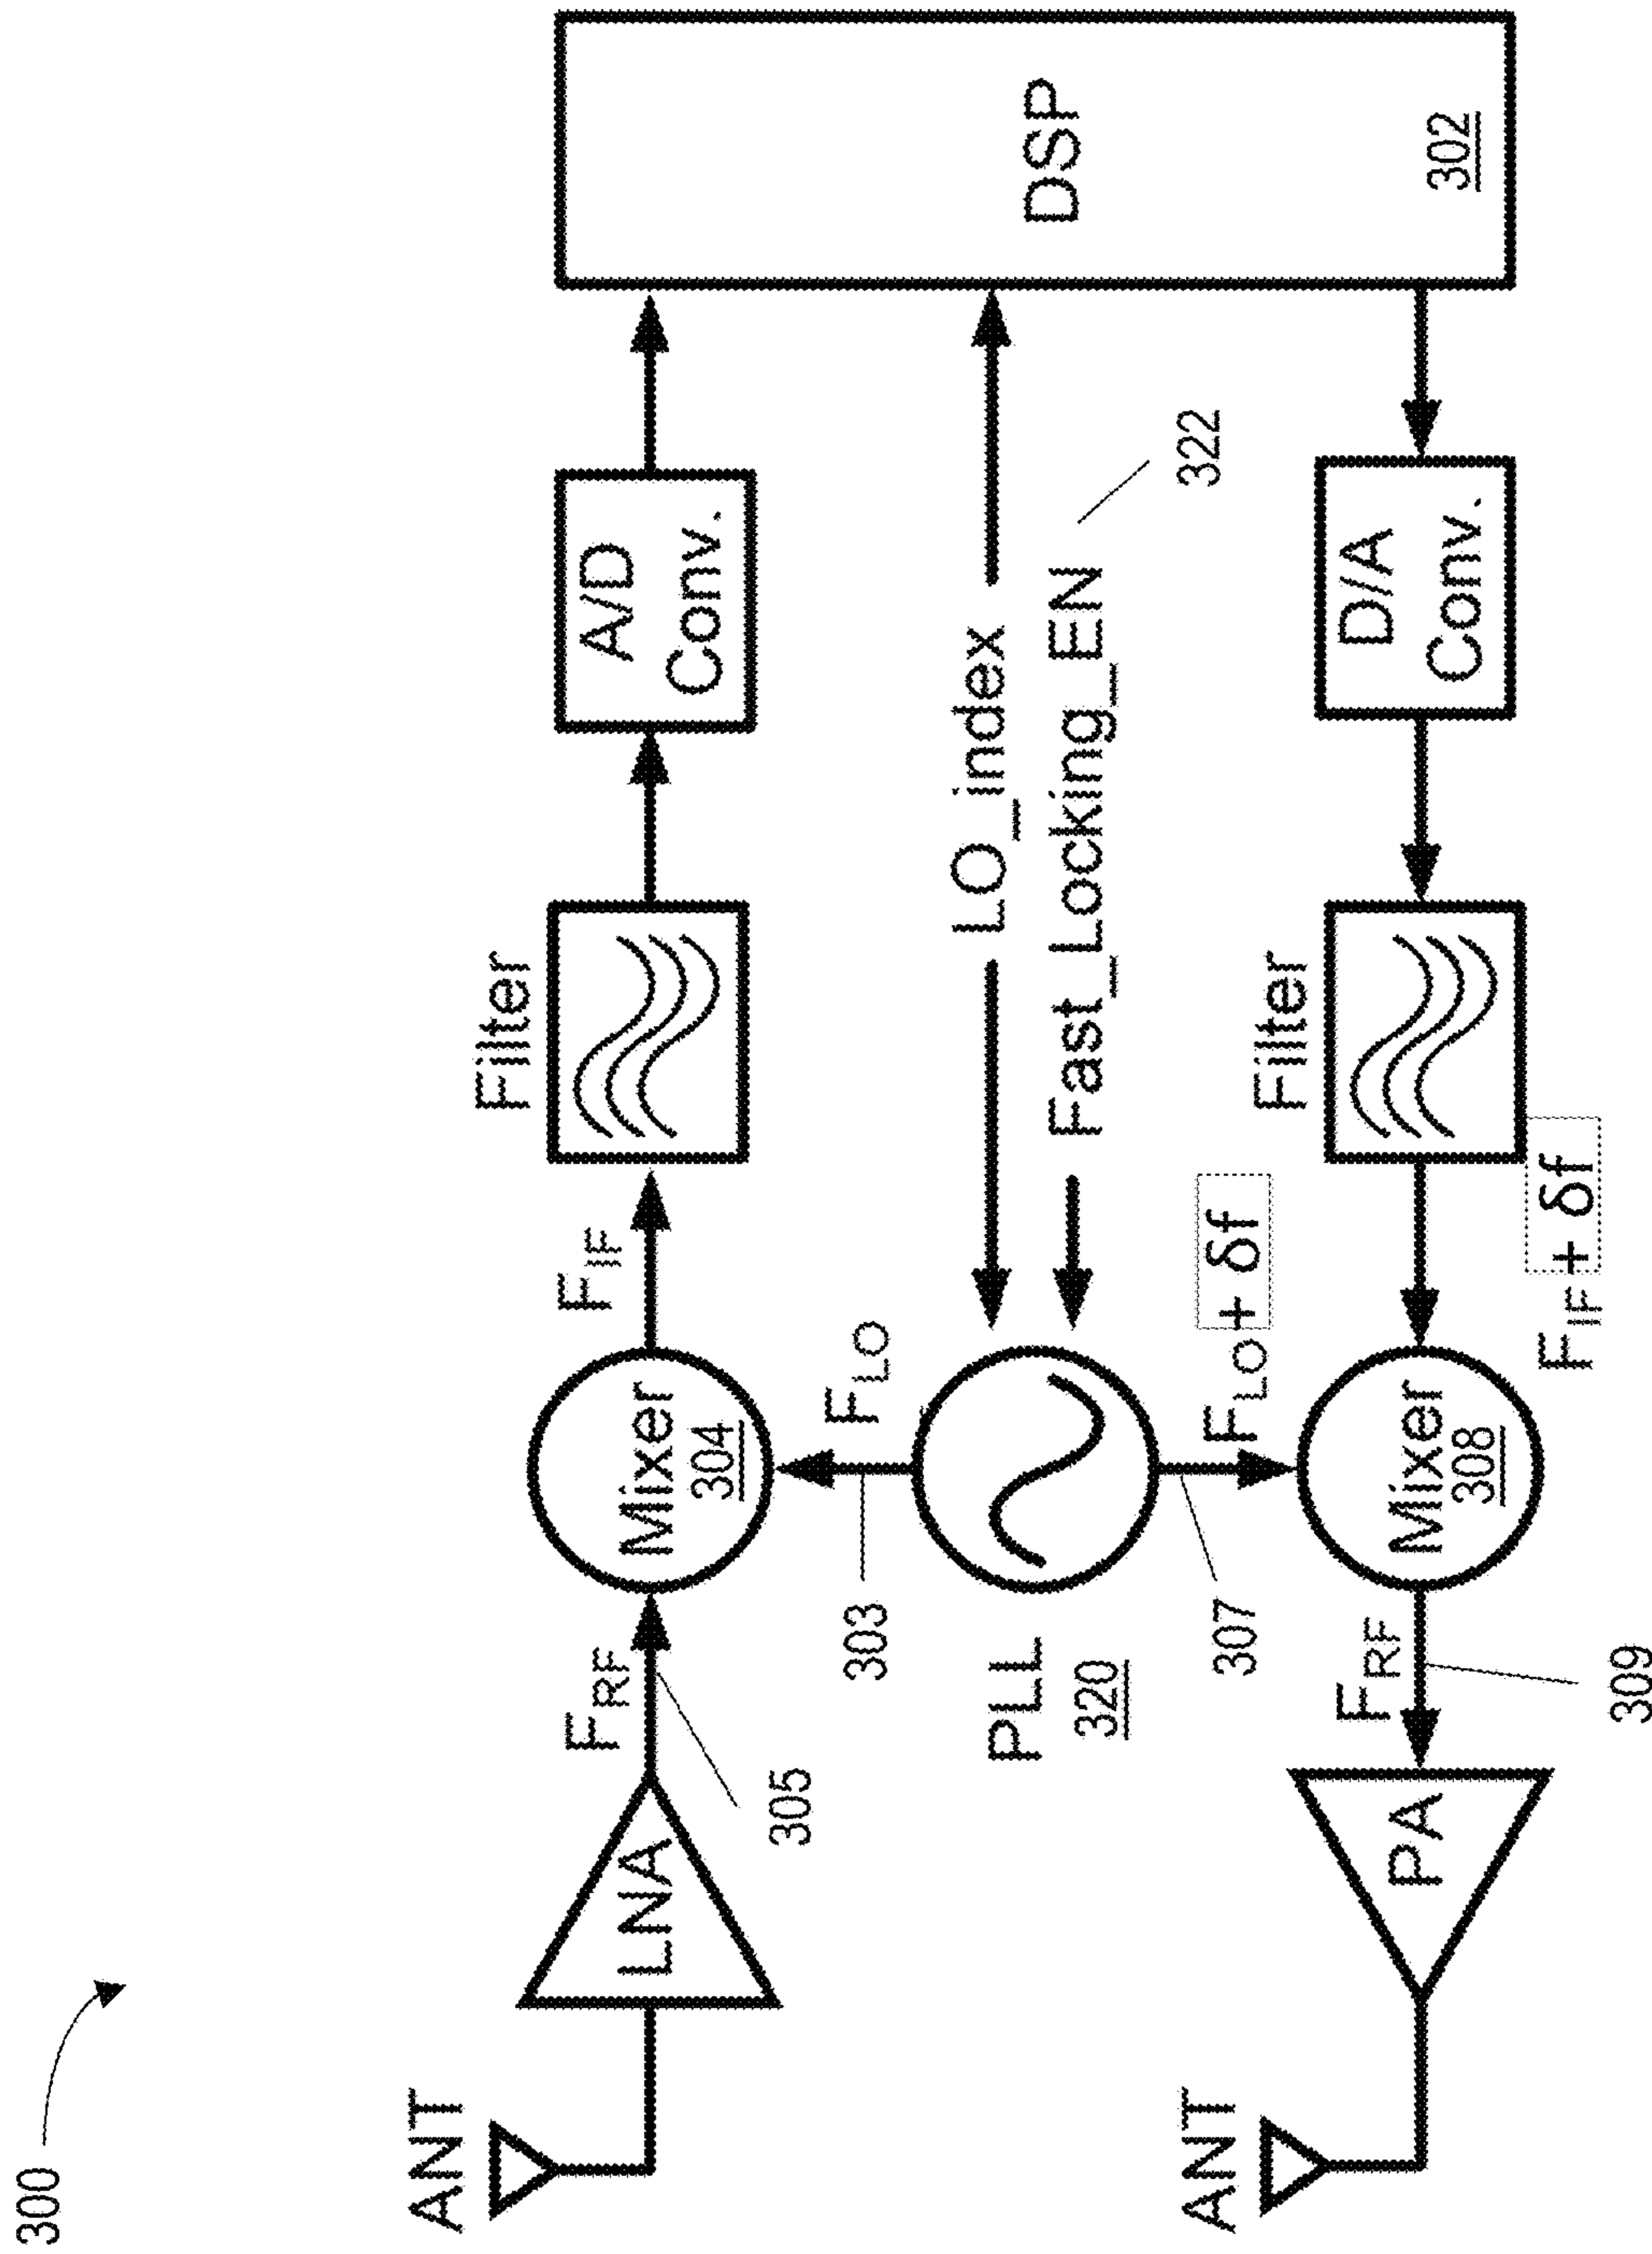 300
ANT
LNA
F_RF
305
Mixer
304
F_IF
Filter
A/D
Conv.
DSP
302
303
F_LO
PLL
320
LO_index
Fast_Locking_EN
322
307
F_LO + δf
ANT
PA
F_RF
309
Mixer
308
F_IF + δf
Filter
D/A
Conv.